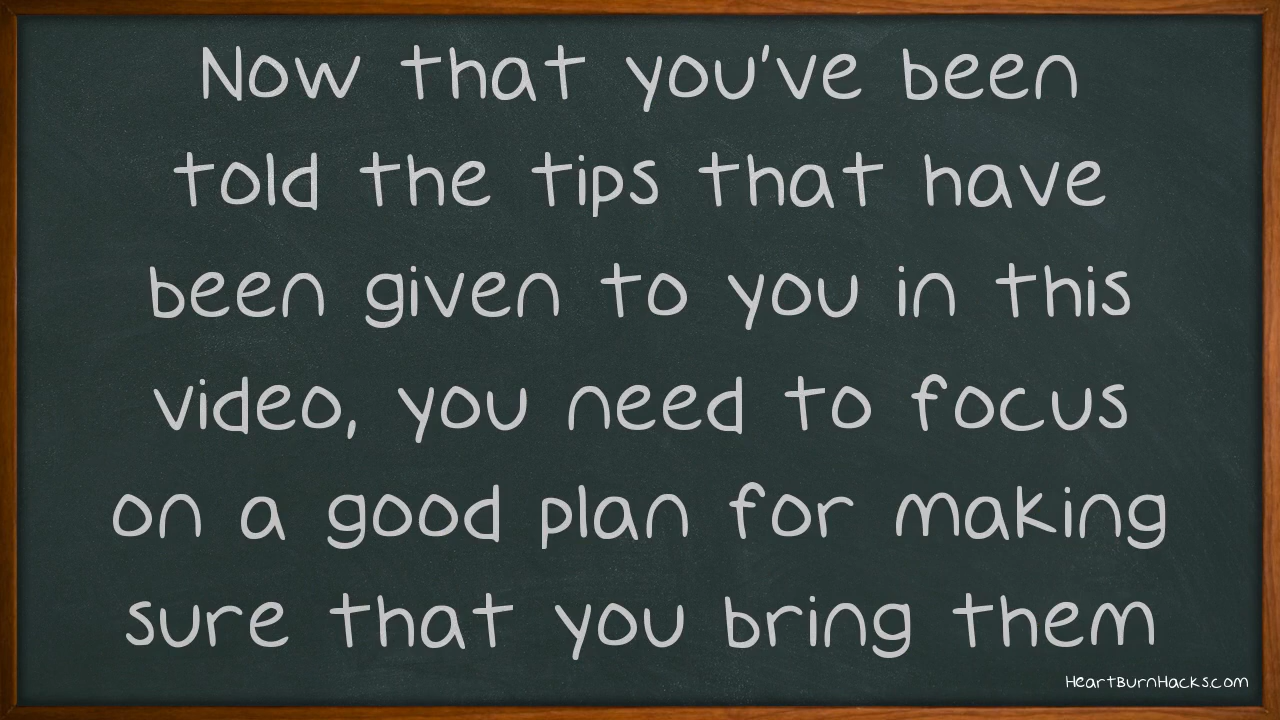 Now that you've been
told the tips that have
been given to you in this
video, you need to focus
on a good plan for making
sure that you bring them
HeartBurnHacks.com